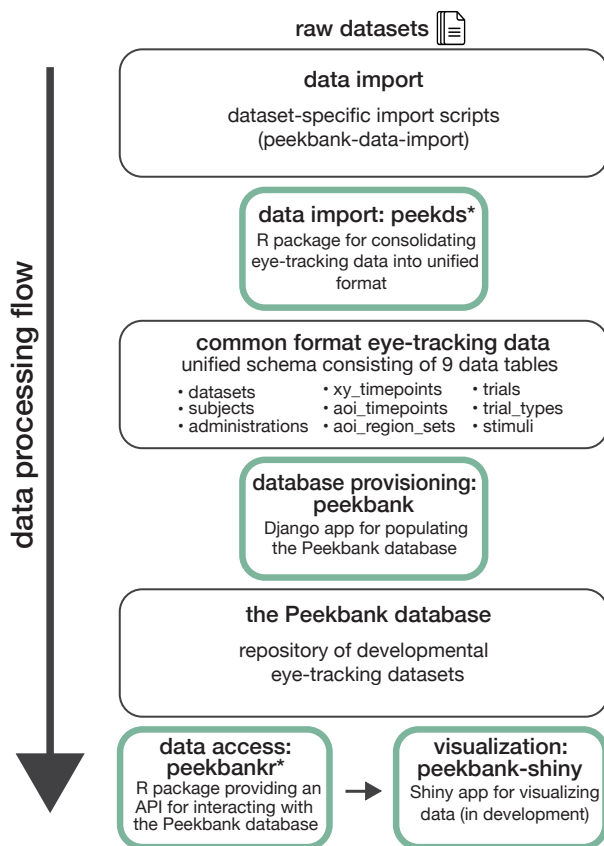 raw datasets
data processing flow
data import
dataset-specific import scripts
(peekbank-data-import)
data import: peekds*
R package for consolidating
eye-tracking data into unified
format
common format eye-tracking data
unified schema consisting of 9 data tables
• datasets • xy_timepoints • trials
• subjects • aoi_timepoints • trial_types
• administrations • aoi_region_sets • stimuli
database provisioning:
peekbank
Django app for populating
the Peekbank database
the Peekbank database
repository of developmental
eye-tracking datasets
data access:
peekbankr*
R package providing an
API for interacting with
the Peekbank database
visualization:
peekbank-shiny
Shiny app for visualizing
data (in development)